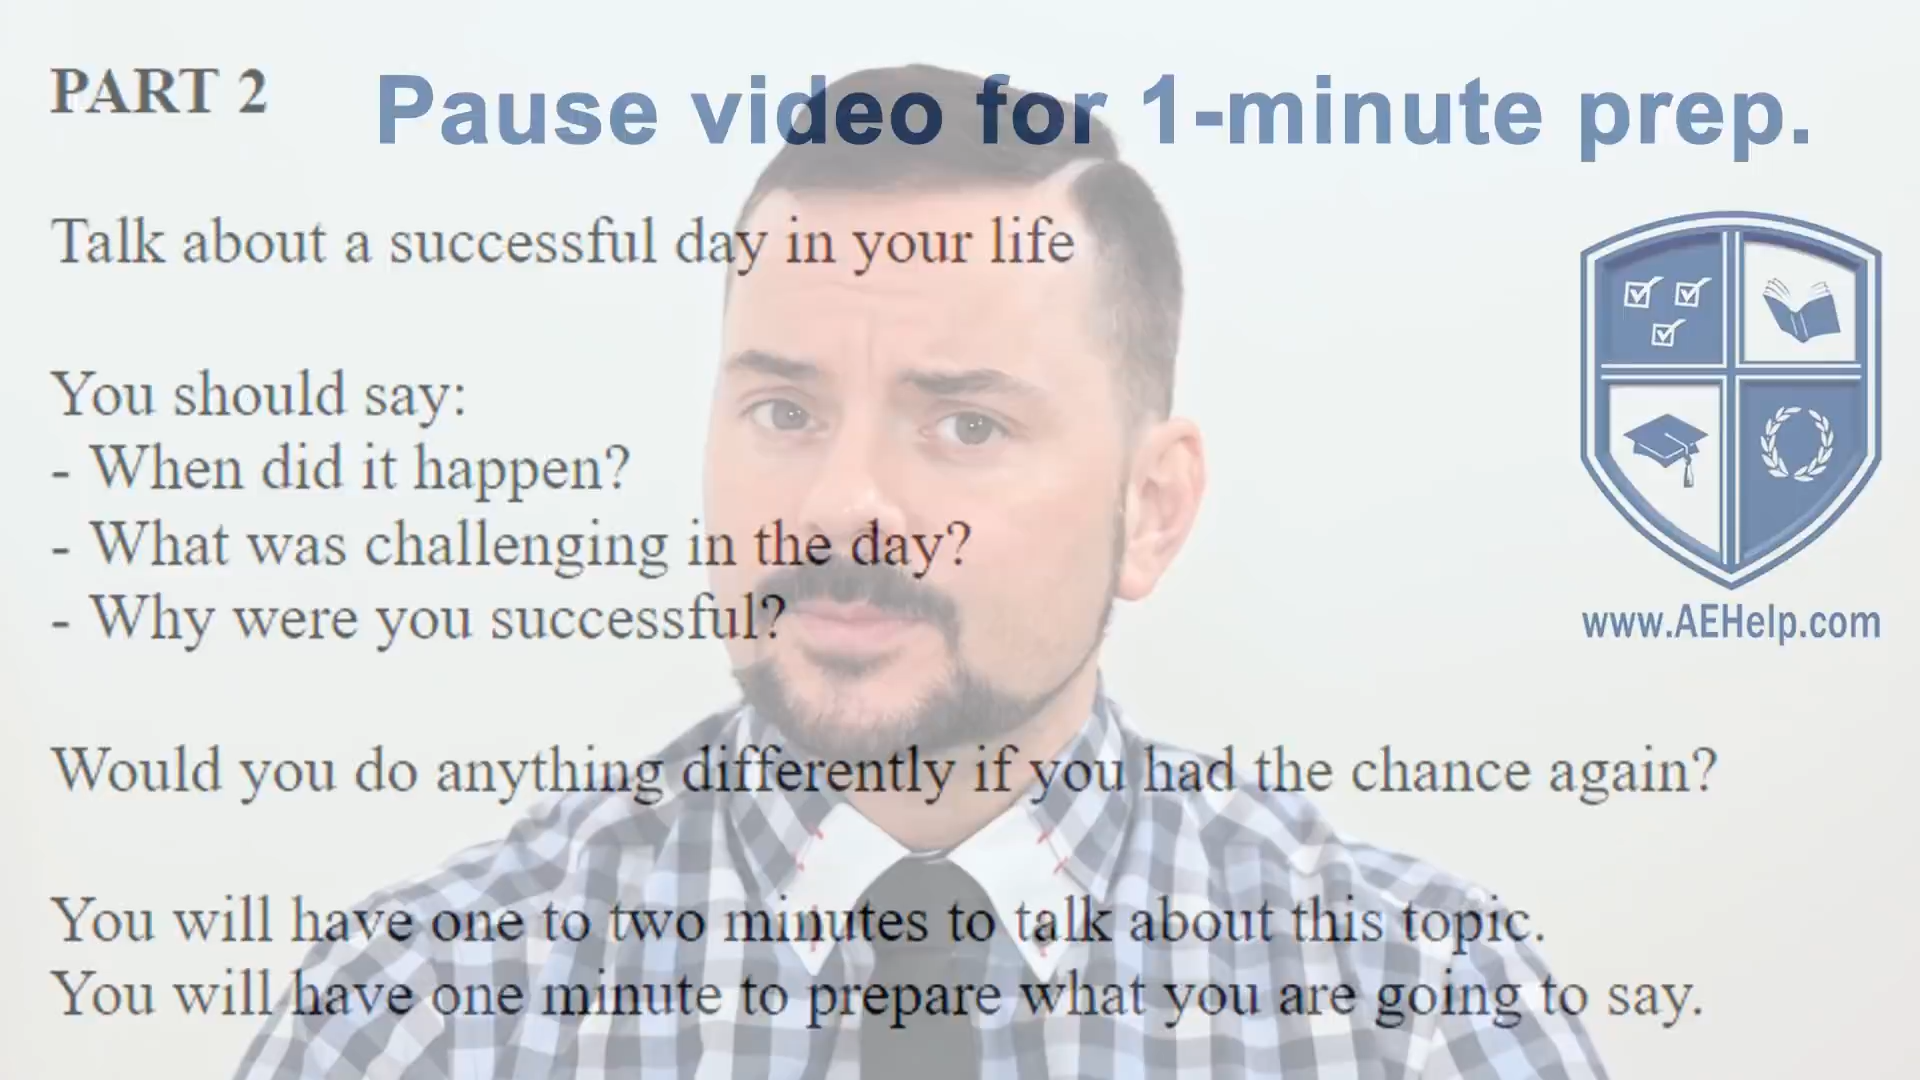 PART 2
Pause video for 1-minute prep.
Talk about a successful day in your life
You should say:
- When did it happen?
- What was challenging in the day?
- Why were you successful?
www.AEHelp.com
Would you do anything differently if you had the chance again?
You will have one to two minutes to talk about this topic.
You will have one minute to prepare what you are going to say.